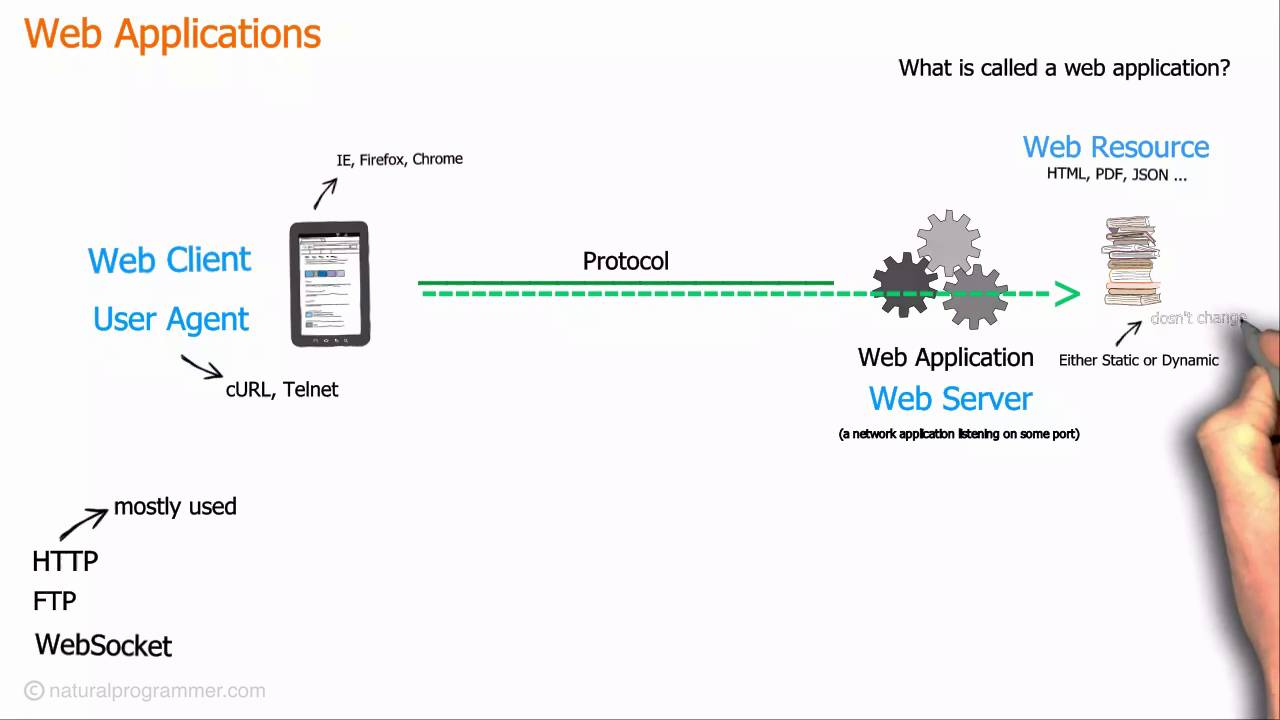 Web Applications
What is called a web application?
Web Resource
HTML, PDF, JSON ...
IE, Firefox, Chrome
Web Client
User Agent
Protocol
dosn't change
Either Static or Dynamic
Web Application
Web Server
(a network application listening on some port)
cURL, Telnet
mostly used
HTTP
FTP
WebSocket
© naturalprogrammer.com